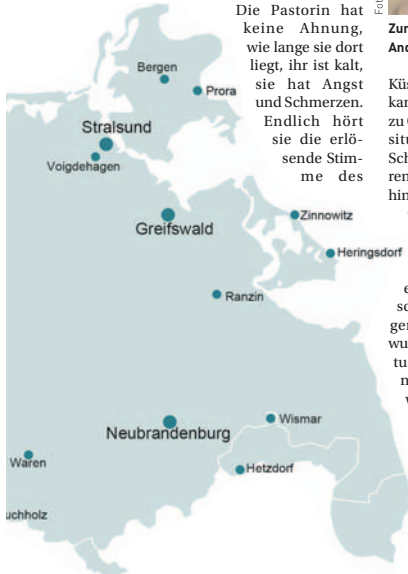 Die Pastorin hat
keine Ahnung,
wie lange sie dort
liegt, ihr ist kalt,
sie hat Angst
und Schmerzen.
Endlich hört
sie die erlö-
sende Stim-
me des
Bergen
Prora
Stralsund
Voigdehagen
Greifswald
Zinnowitz
Heringsdorf
Ranzin
Neubrandenburg
Wismar
Waren
Hetzdorf
uchholz